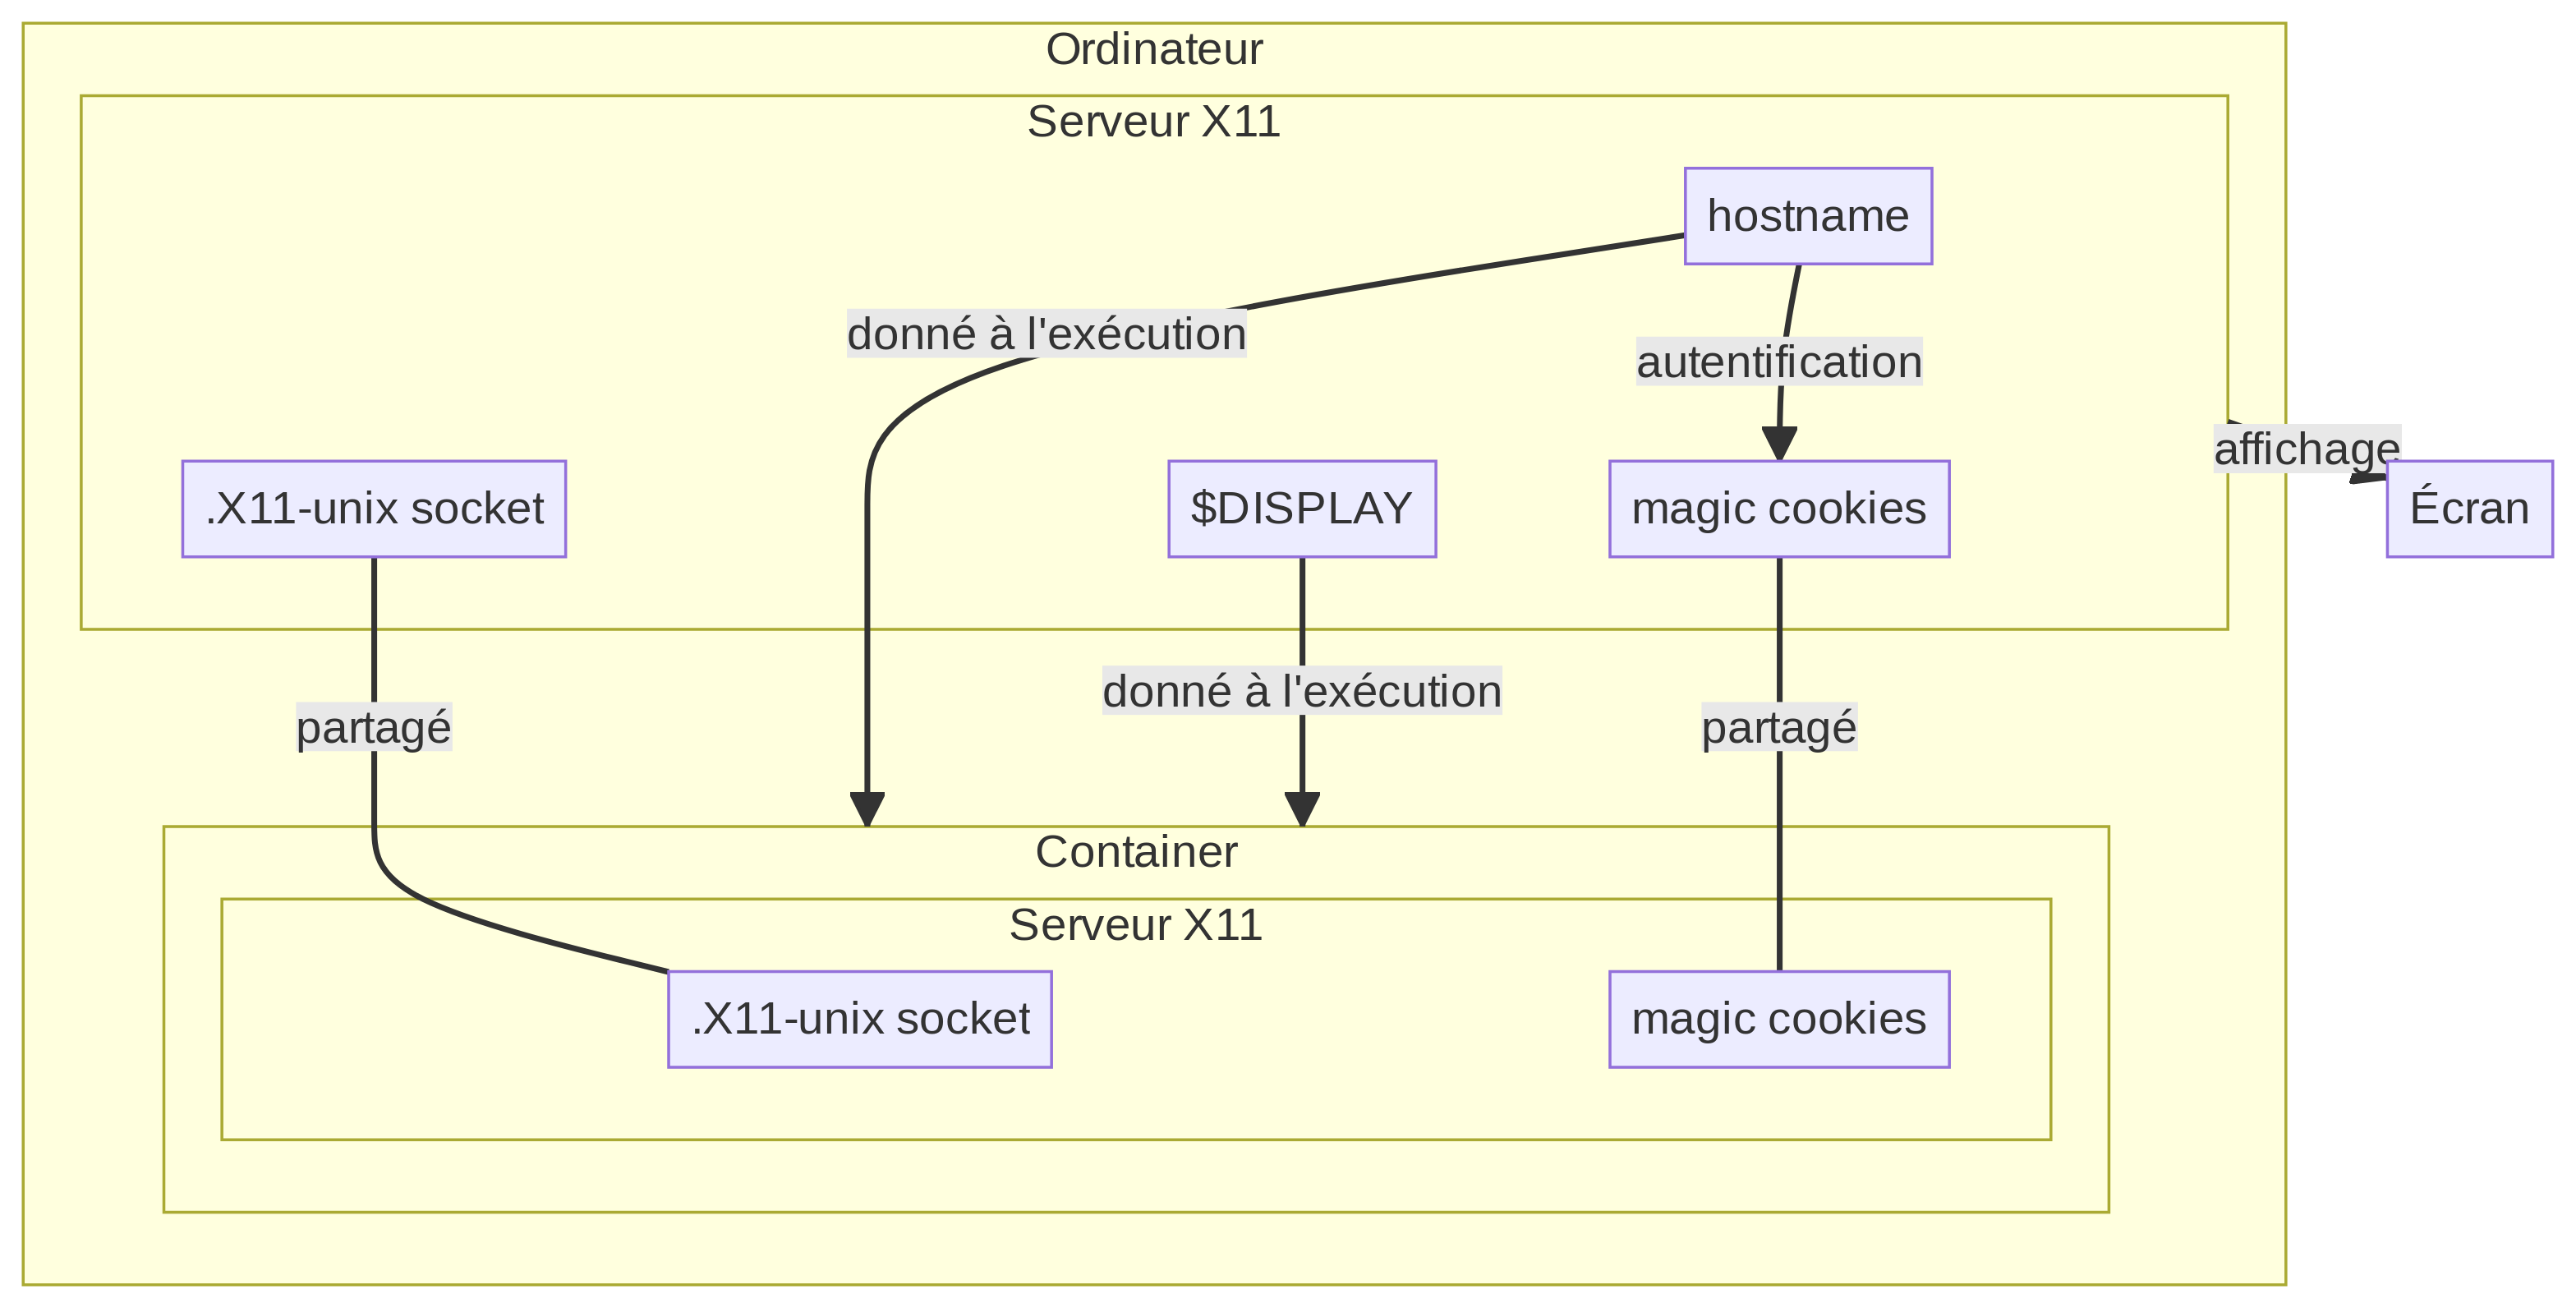 Ordinateur
Serveur X11
hostname
donné à l'exécution
autentification
affichage
.X11-unix socket
$DISPLAY
magic cookies
Écran
donné à l'exécution
partagé
partagé
Container
Serveur X11
.X11-unix socket
magic cookies